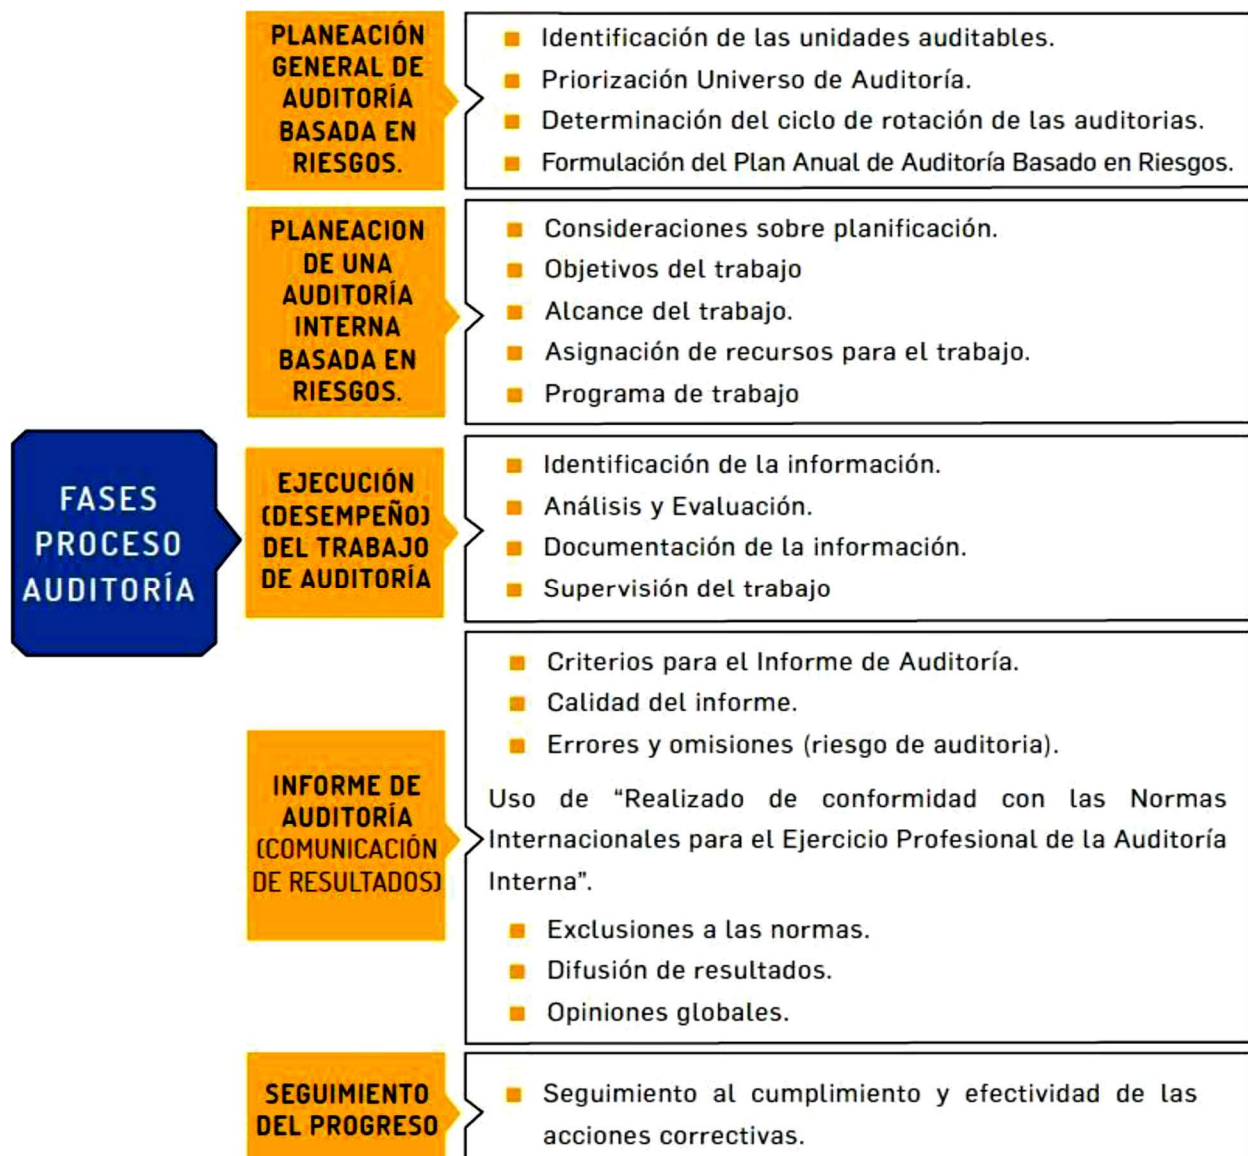 FASES
PROCESO
AUDITORÍA
PLANEACIÓN
GENERAL DE
AUDITORÍA
BASADA EN
RIESGOS.
Identificación de las unidades auditables.
Priorización Universo de Auditoría.
Determinación del ciclo de rotación de las auditorias.
Formulación del Plan Anual de Auditoría Basado en Riesgos.
PLANEACION
DE UNA
AUDITORÍA
INTERNA
BASADA EN
RIESGOS.
Consideraciones sobre planificación.
Objetivos del trabajo
Alcance del trabajo.
Asignación de recursos para el trabajo.
Programa de trabajo
EJECUCIÓN
(DESEMPEÑO)
DEL TRABAJO
DE AUDITORÍA
Identificación de la información.
Análisis y Evaluación.
Documentación de la información.
Supervisión del trabajo
INFORME DE
AUDITORÍA
(COMUNICACIÓN
DE RESULTADOS)
Criterios para el Informe de Auditoría.
Calidad del informe.
Errores y omisiones (riesgo de auditoria).
Uso de “Realizado de conformidad con las Normas
Internacionales para el Ejercicio Profesional de la Auditoría
Interna”.
Exclusiones a las normas.
Difusión de resultados.
Opiniones globales.
SEGUIMIENTO
DEL PROGRESO
Seguimiento al cumplimiento y efectividad de las
acciones correctivas.